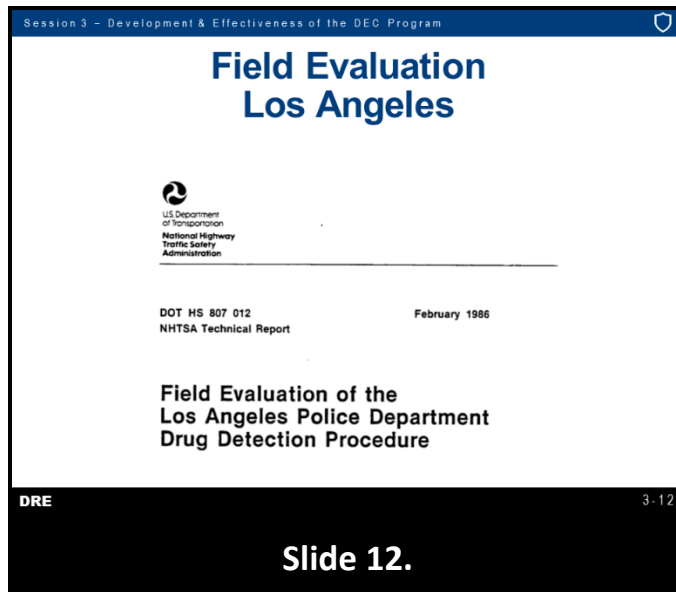 Session 3 – Development & Effectiveness of the DEC Program
Field Evaluation
Los Angeles
U.S. Department
of Transportation
National Highway
Traffic Safety
Administration
DOT HS 807 012
February 1986
NHTSA Technical Report
Field Evaluation of the
Los Angeles Police Department
Drug Detection Procedure
DRE
3-12
Slide 12.